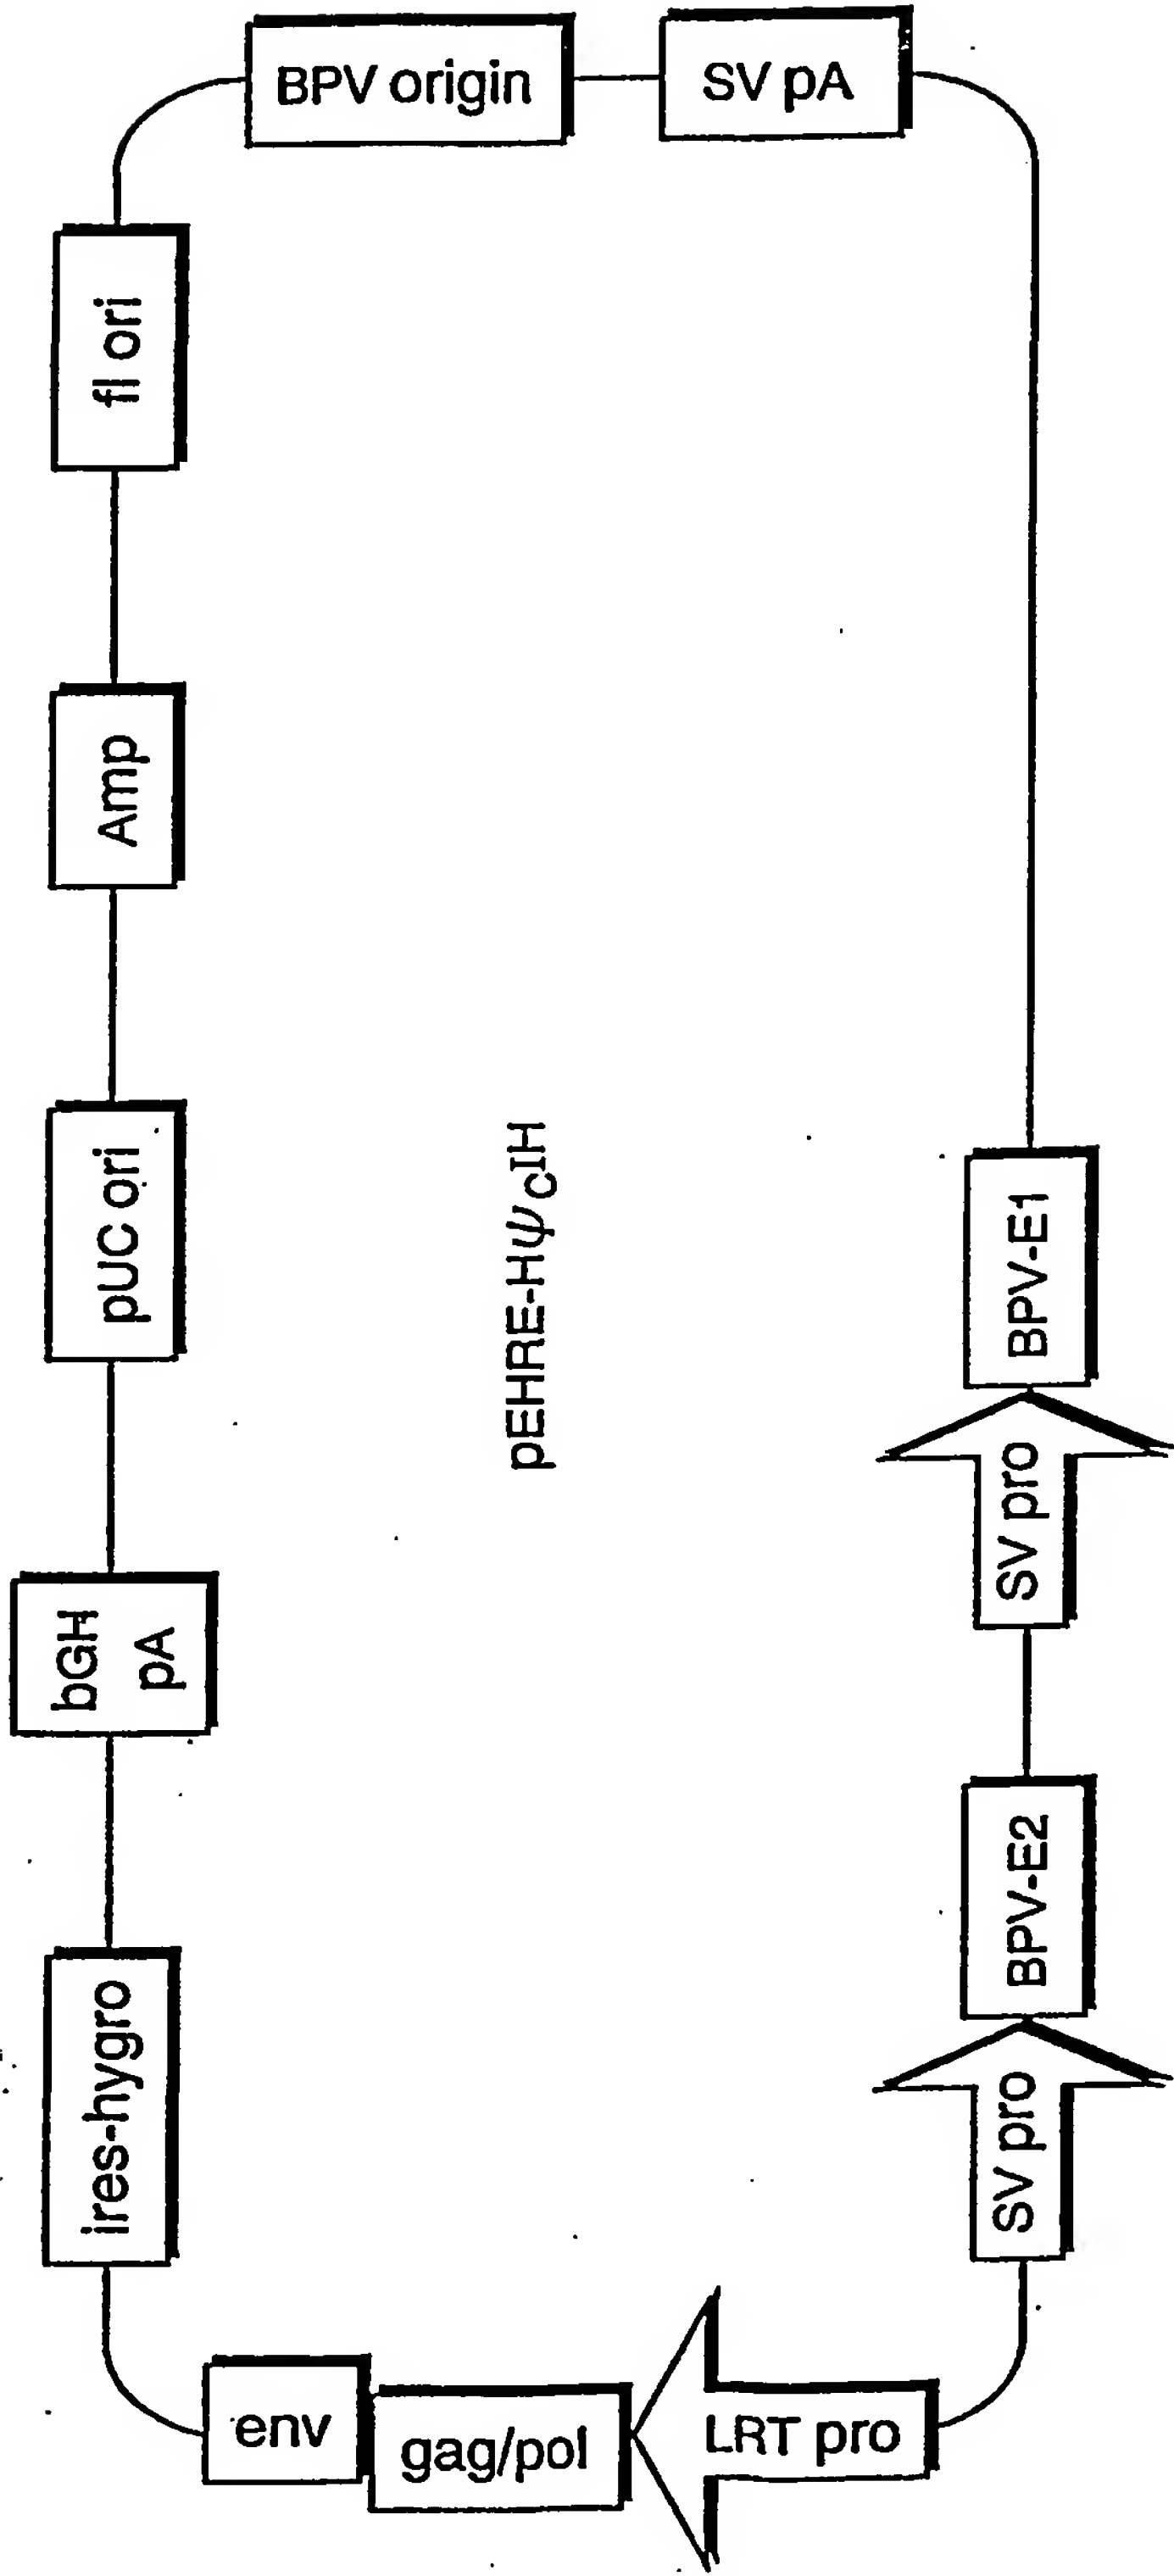 BPV origin
SV pA
fl ori
Amp
pUC ori
pEHRE-HψCIH
BPV-E1
SV pro
bGH
pA
BPV-E2
ires-hygro
SV pro
env
gag/pol
LRT pro